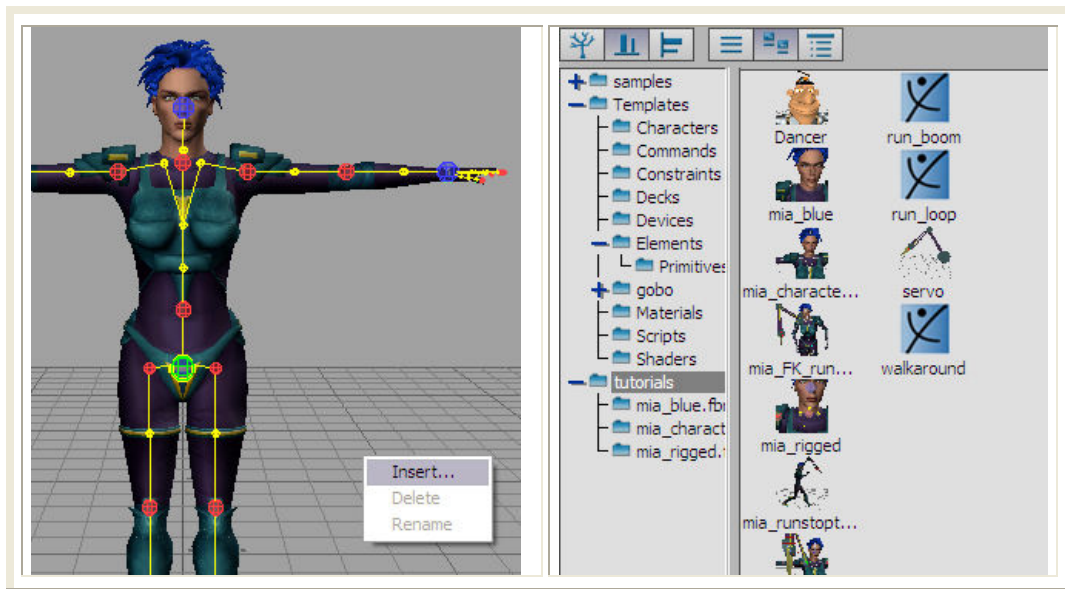 Insert...
Delete
Rename
samples
Templates
Characters
Commands
Constraints
Decks
Devices
Elements
Primitives
gobo
Materials
Scripts
Shaders
tutorials
mia_blue.fb
mia_charact
mia_rigged.
Dancer
run_boom
mia_blue
run_loop
mia_characte...
servo
mia_FK_run...
walkaround
mia_rigged
mia_runstopt...